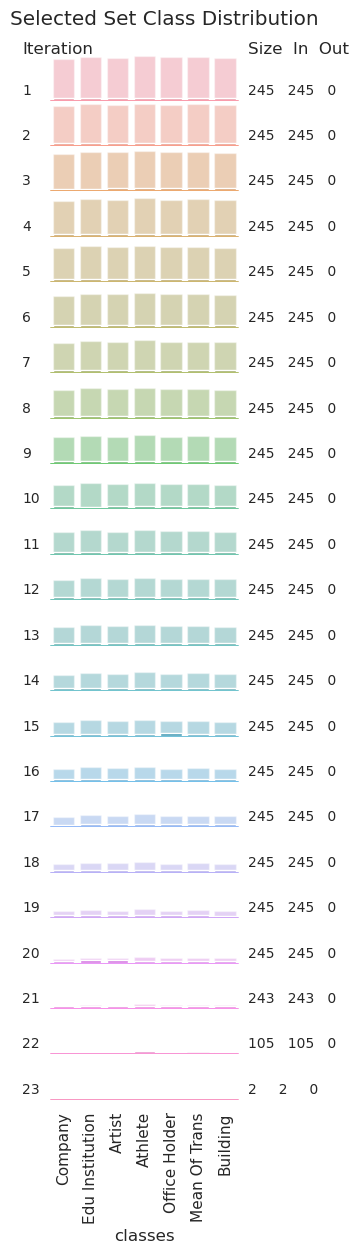 Selected Set Class Distribution
Iteration Size In Out
1 245 245 0
2 245 245 0
3 245 245 0
4 245 245 0
5 245 245 0
6 245 245 0
7 245 245 0
8 245 245 0
9 245 245 0
10 245 245 0
11 245 245 0
12 245 245 0
13 245 245 0
14 245 245 0
15 245 245 0
16 245 245 0
17 245 245 0
18 245 245 0
19 245 245 0
20 245 245 0
21 243 243 0
22 105 105 0
23 2 2 0
Company
Edu Institution
Artist
Athlete
Office Holder
Mean Of Trans
Building
classes